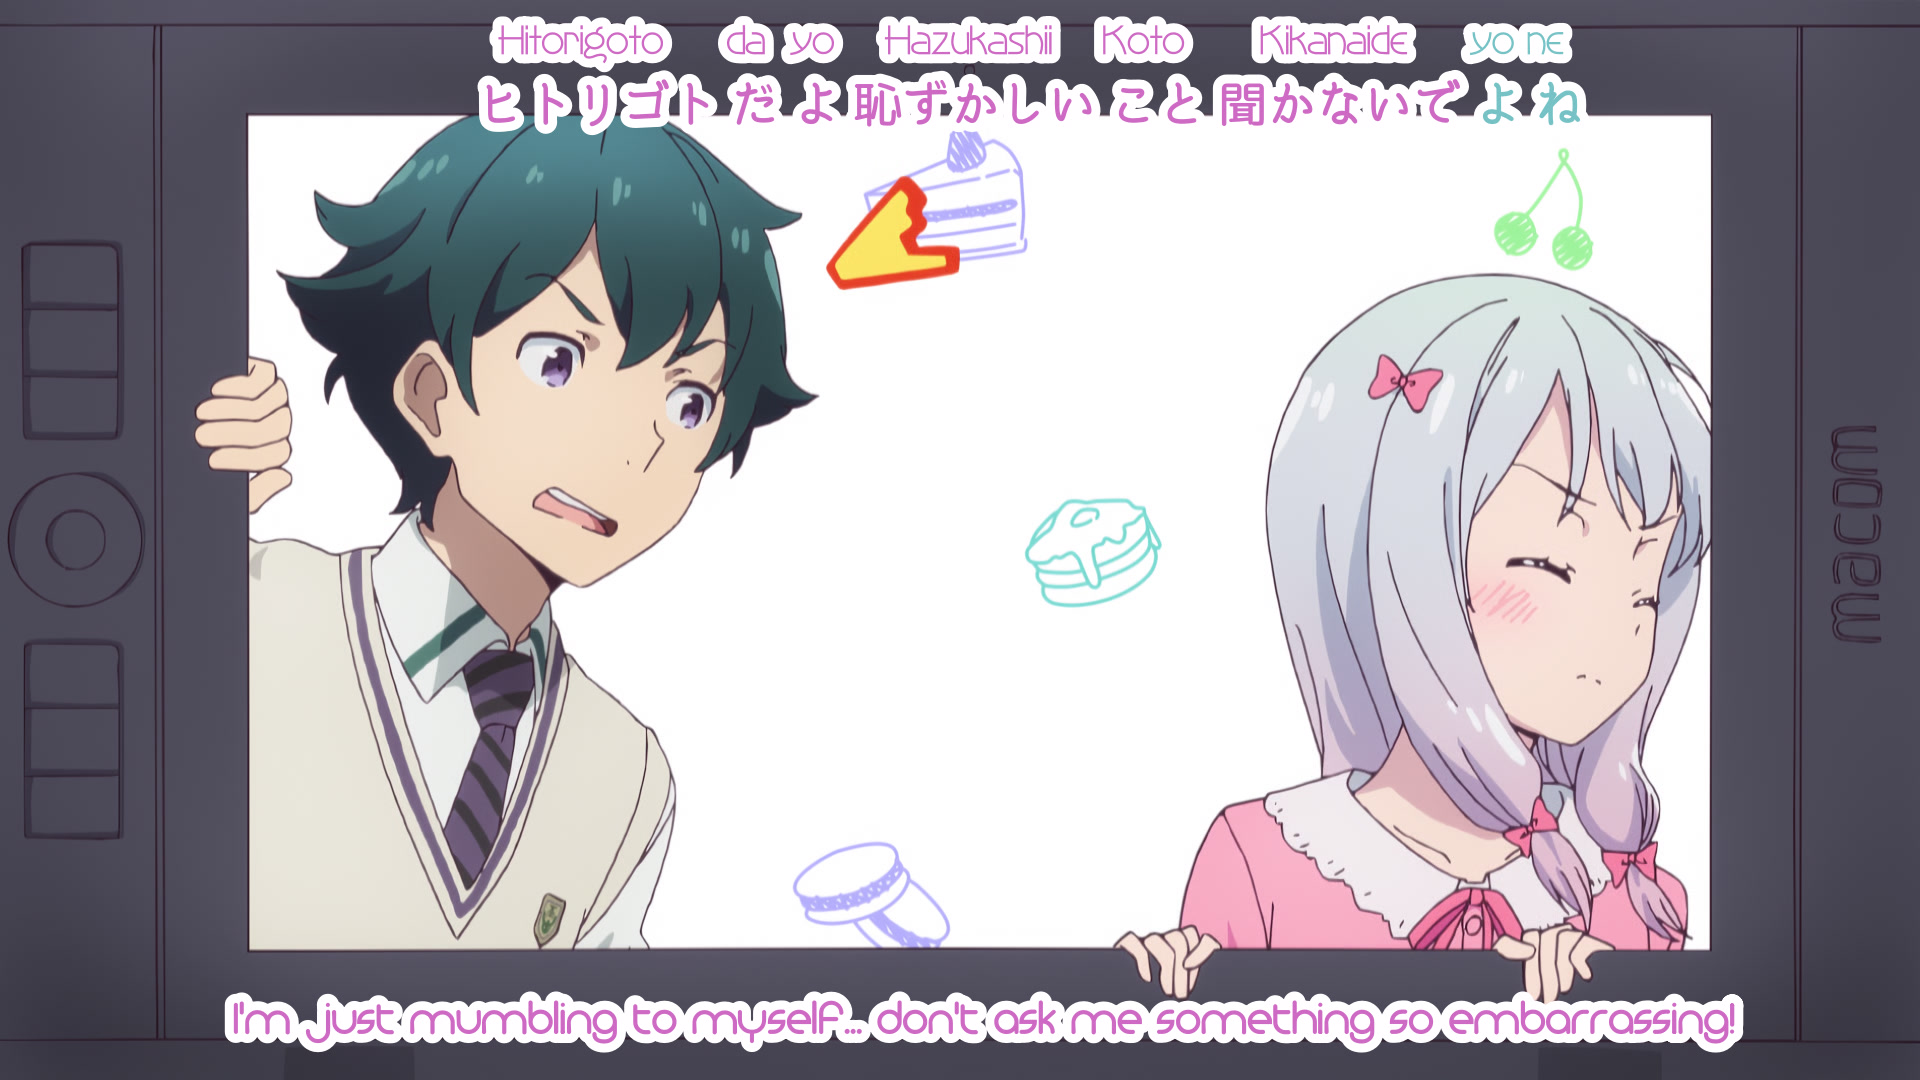 Hitorigoto da yo Hazukashii Koto Kikanaide yo ne
ヒトリゴトだよ恥ずかしいこと聞かないでよね
macom
I'm just mumbling to myself... don't ask me something so embarrassing!